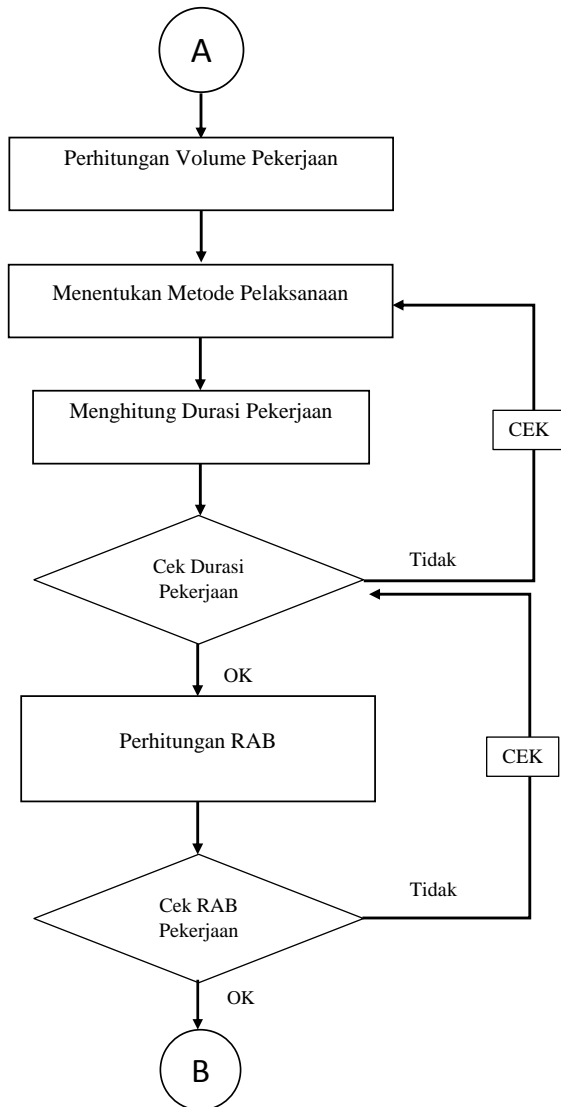 A
Perhitungan Volume Pekerjaan
Menentukan Metode Pelaksanaan
Menghitung Durasi Pekerjaan
CEK
Cek Durasi
Pekerjaan
Tidak
OK
Perhitungan RAB
CEK
Cek RAB
Pekerjaan
Tidak
OK
B